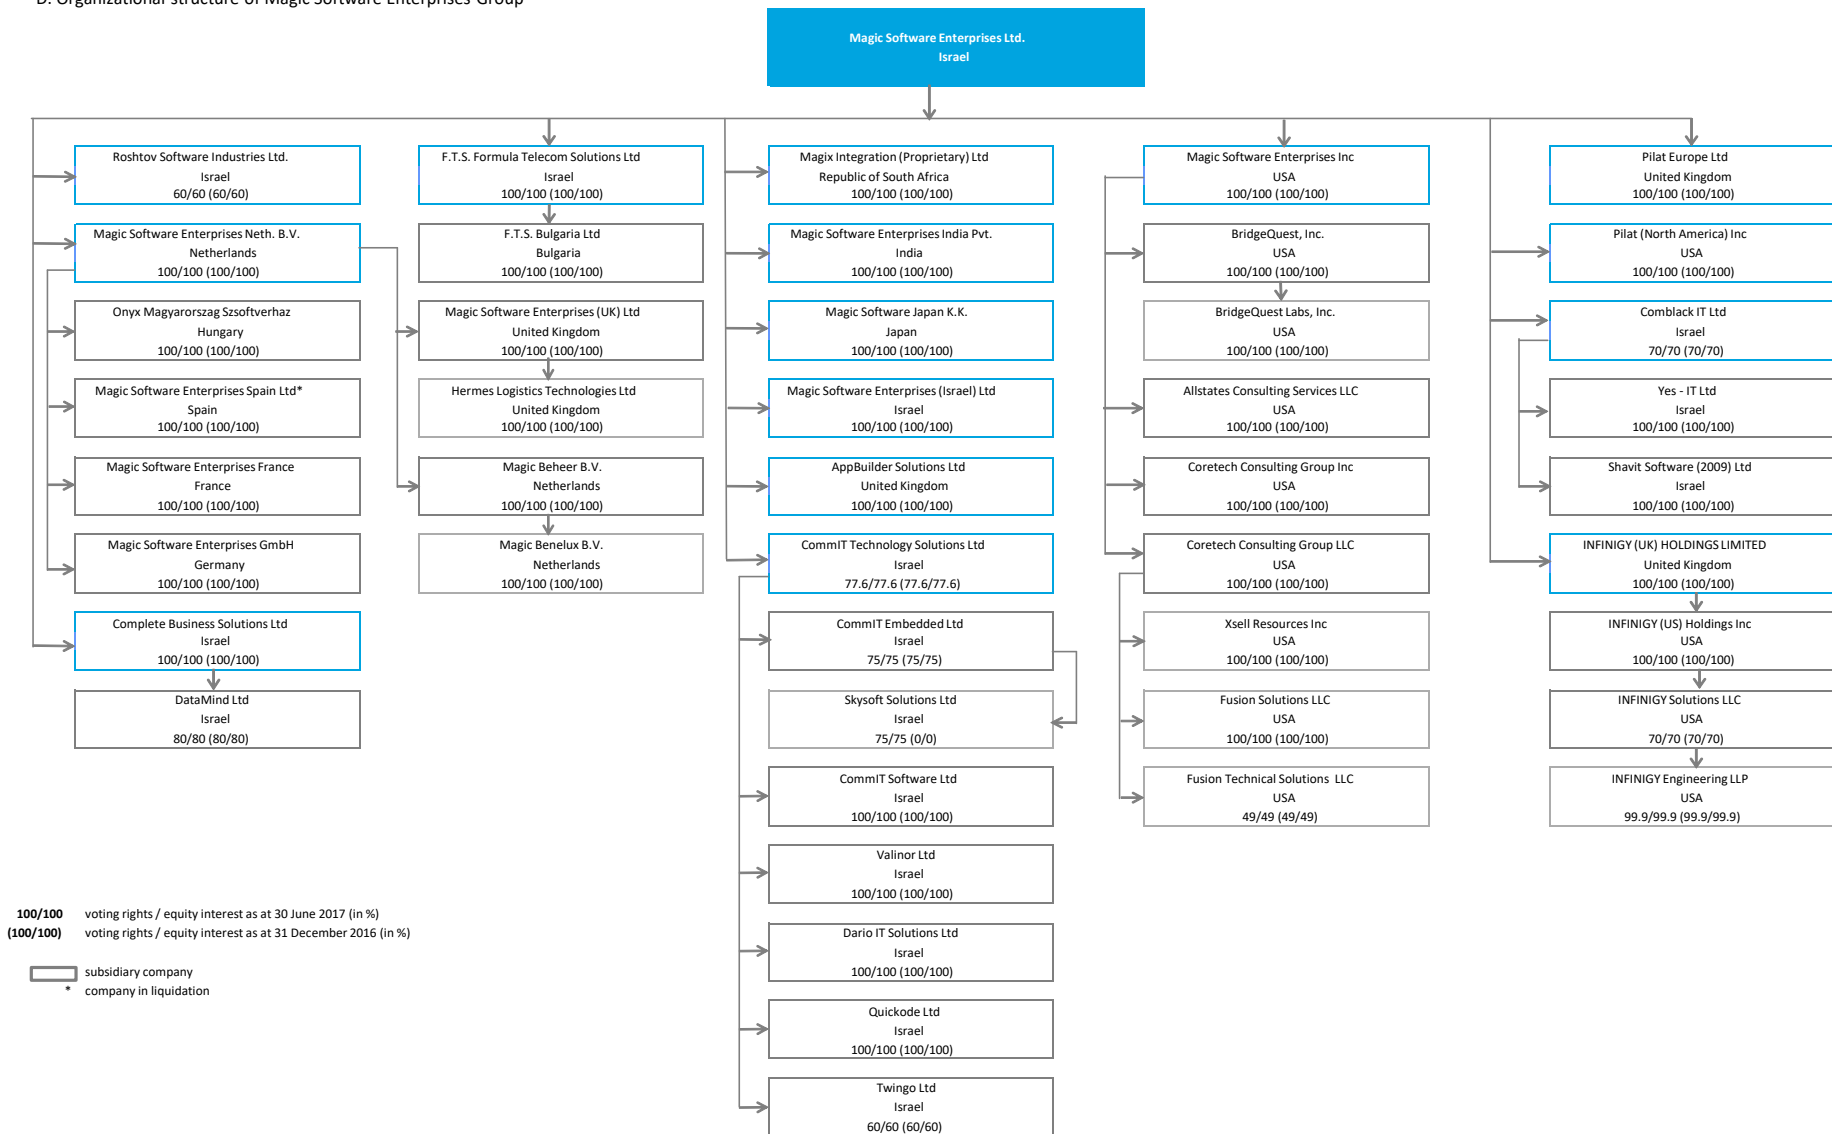 D. Organizational structure of Magic Software Enterprises Group
Magic Software Enterprises Ltd.
Israel
Roshtov Software Industries Ltd.
Israel
60/60 (60/60)
Magic Software Enterprises Neth. B.V.
Netherlands
100/100 (100/100)
Onyx Magyarorszag Szsoftverhaz
Hungary
100/100 (100/100)
Magic Software Enterprises Spain Ltd*
Spain
100/100 (100/100)
Magic Software Enterprises France
France
100/100 (100/100)
Magic Software Enterprises GmbH
Germany
100/100 (100/100)
Complete Business Solutions Ltd
Israel
100/100 (100/100)
DataMind Ltd
Israel
80/80 (80/80)
F.T.S. Formula Telecom Solutions Ltd
Israel
100/100 (100/100)
F.T.S. Bulgaria Ltd
Bulgaria
100/100 (100/100)
Magic Software Enterprises (UK) Ltd
United Kingdom
100/100 (100/100)
Hermes Logistics Technologies Ltd
United Kingdom
100/100 (100/100)
Magic Beheer B.V.
Netherlands
100/100 (100/100)
Magic Benelux B.V.
Netherlands
100/100 (100/100)
Magix Integration (Proprietary) Ltd
Republic of South Africa
100/100 (100/100)
Magic Software Enterprises India Pvt.
India
100/100 (100/100)
Magic Software Japan K.K.
Japan
100/100 (100/100)
Magic Software Enterprises (Israel) Ltd
Israel
100/100 (100/100)
AppBuilder Solutions Ltd
United Kingdom
100/100 (100/100)
CommIT Technology Solutions Ltd
Israel
77.6/77.6 (77.6/77.6)
CommIT Embedded Ltd
Israel
75/75 (75/75)
Skysoft Solutions Ltd
Israel
75/75 (0/0)
CommIT Software Ltd
Israel
100/100 (100/100)
Valinor Ltd
Israel
100/100 (100/100)
Dario IT Solutions Ltd
Israel
100/100 (100/100)
Quickode Ltd
Israel
100/100 (100/100)
Twingo Ltd
Israel
60/60 (60/60)
Magic Software Enterprises Inc
USA
100/100 (100/100)
BridgeQuest, Inc.
USA
100/100 (100/100)
BridgeQuest Labs, Inc.
USA
100/100 (100/100)
Allstates Consulting Services LLC
USA
100/100 (100/100)
Coretech Consulting Group Inc
USA
100/100 (100/100)
Coretech Consulting Group LLC
USA
100/100 (100/100)
Xsell Resources Inc
USA
100/100 (100/100)
Fusion Solutions LLC
USA
100/100 (100/100)
Fusion Technical Solutions LLC
USA
49/49 (49/49)
Pilat Europe Ltd
United Kingdom
100/100 (100/100)
Pilat (North America) Inc
USA
100/100 (100/100)
Comblack IT Ltd
Israel
70/70 (70/70)
Yes - IT Ltd
Israel
100/100 (100/100)
Shavit Software (2009) Ltd
Israel
100/100 (100/100)
INFINIGY (UK) HOLDINGS LIMITED
United Kingdom
100/100 (100/100)
INFINIGY (US) Holdings Inc
USA
100/100 (100/100)
INFINIGY Solutions LLC
USA
70/70 (70/70)
INFINIGY Engineering LLP
USA
99.9/99.9 (99.9/99.9)
100/100 voting rights / equity interest as at 30 June 2017 (in %)
(100/100) voting rights / equity interest as at 31 December 2016 (in %)
subsidiary company
* company in liquidation